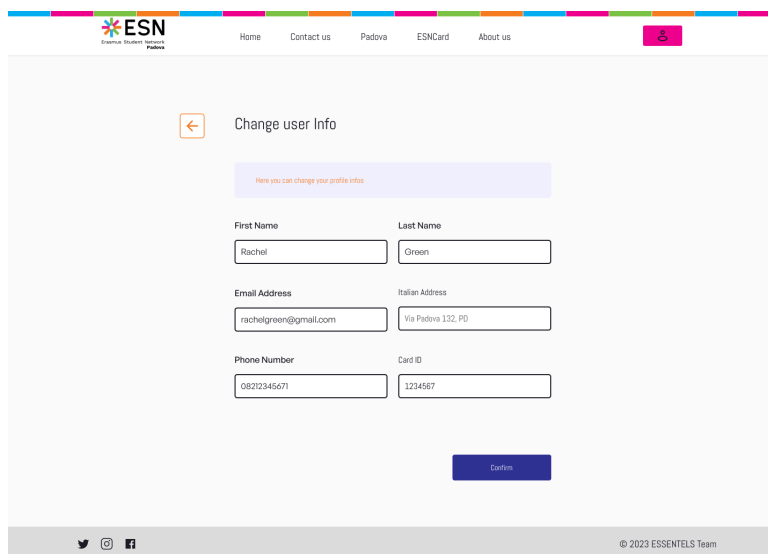 ESN
Erasmus Student Network
Padova
Home Contact us Padova ESNCard About us
Change user Info
Here you can change your profile infos
First Name Last Name
Rachel Green
Email Address Italian Address
rachelgreen@gmail.com Via Padova 132, PD
Phone Number Card ID
08212345671 1234567
Confirm
© 2023 ESSENTELS Team